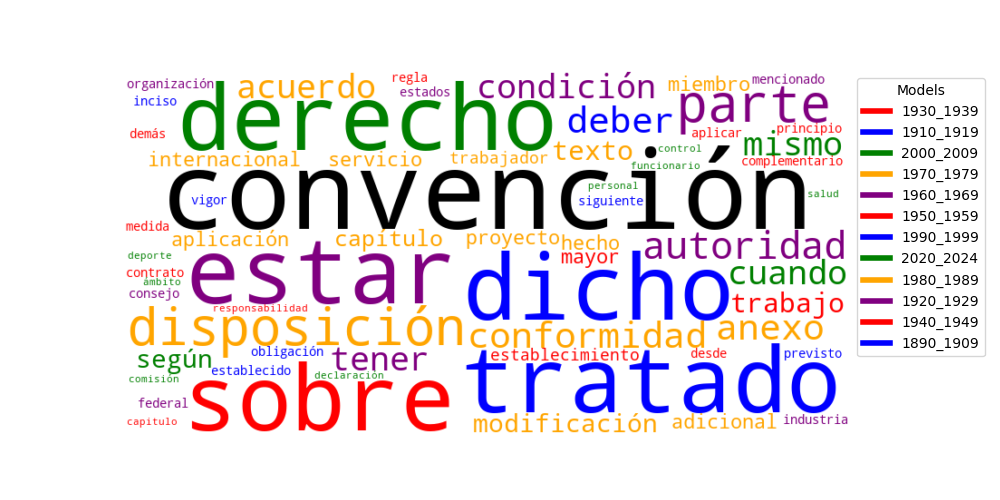 organización
acuerdo
regla
estados
condición
miembro
mencionado
inciso
derecho
deber
parte
demás
aplicar
principio
internacional
servicio
trabajador
texto
control
mismo
funcionario
complementario
convención
vigor
personal
siguiente
salud
medida
aplicación
capítulo
proyecto
hecho
autoridad
deporte
estar
mayor
contrato
ámbito
consejo
dicho
cuando
trabajo
responsabilidad
disposición
conformidad
anexo
según
obligación
tener
establecimiento
desde
previsto
establecido
comisión
declaración
sobre
tratado
federal
capitulo
modificación
adicional
industria
Models
1930_1939
1910_1919
2000_2009
1970_1979
1960_1969
1950_1959
1990_1999
2020_2024
1980_1989
1920_1929
1940_1949
1890_1909